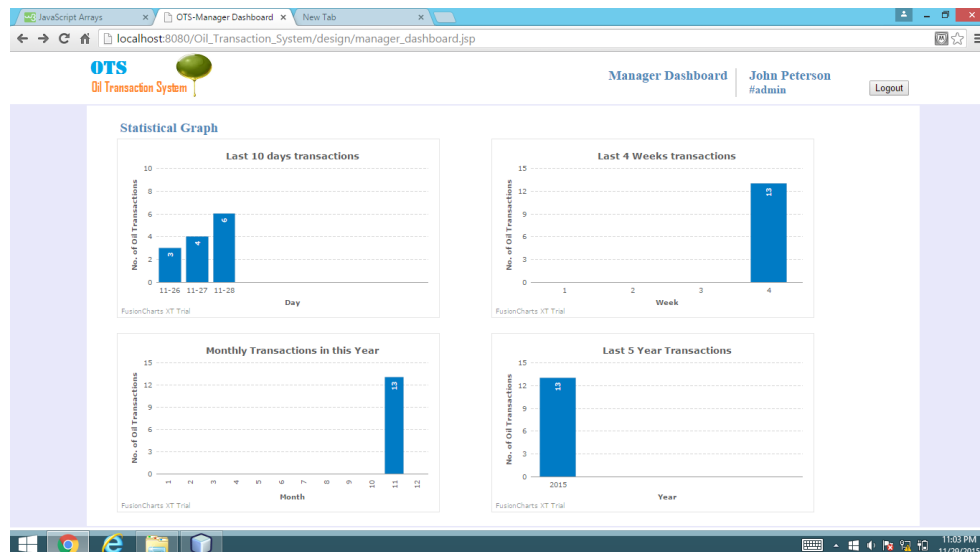 JavaScript Arrays
OTS-Manager Dashboard
New Tab
localhost:8080/Oil_Transaction_System/design/manager_dashboard.jsp
OTS
Oil Transaction System
Manager Dashboard
John Peterson
#admin
Logout
Statistical Graph
Last 10 days transactions
No. of Oil Transactions
10
8
6
4
2
0
3
4
6
11-26 11-27 11-28
Day
FusionCharts XT Trial
Last 4 Weeks transactions
No. of Oil Transactions
15
12
9
6
3
0
13
1 2 3 4
Week
FusionCharts XT Trial
Monthly Transactions in this Year
No. of Oil Transactions
15
12
9
6
3
0
13
1 2 3 4 5 6 7 8 9 10 11 12
Month
FusionCharts XT Trial
Last 5 Year Transactions
No. of Oil Transactions
15
12
9
6
3
0
13
2015
Year
FusionCharts XT Trial
11:03 PM